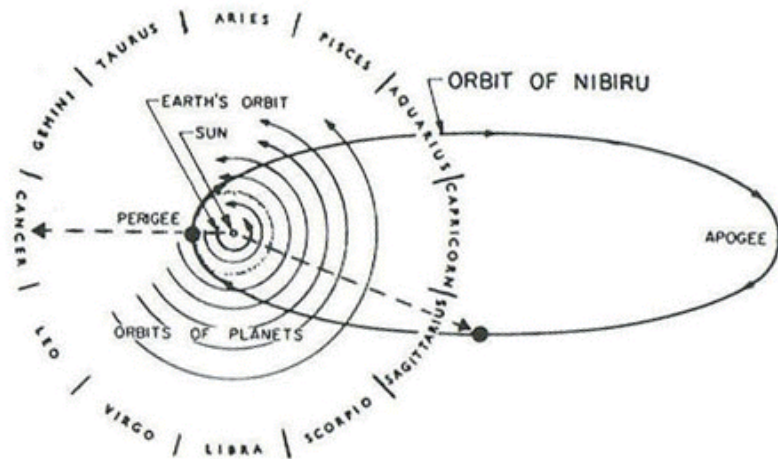 ARIES
TAURUS
PISCES
GEMINI
AQUARIUS
ORBIT OF NIBIRU
EARTH'S ORBIT
SUN
CANCER
PERIGEE
CAPRICORN
APOGEE
LEO
ORBITS OF PLANETS
SAGITTARIUS
VIRGO
SCORPIO
LIBRA